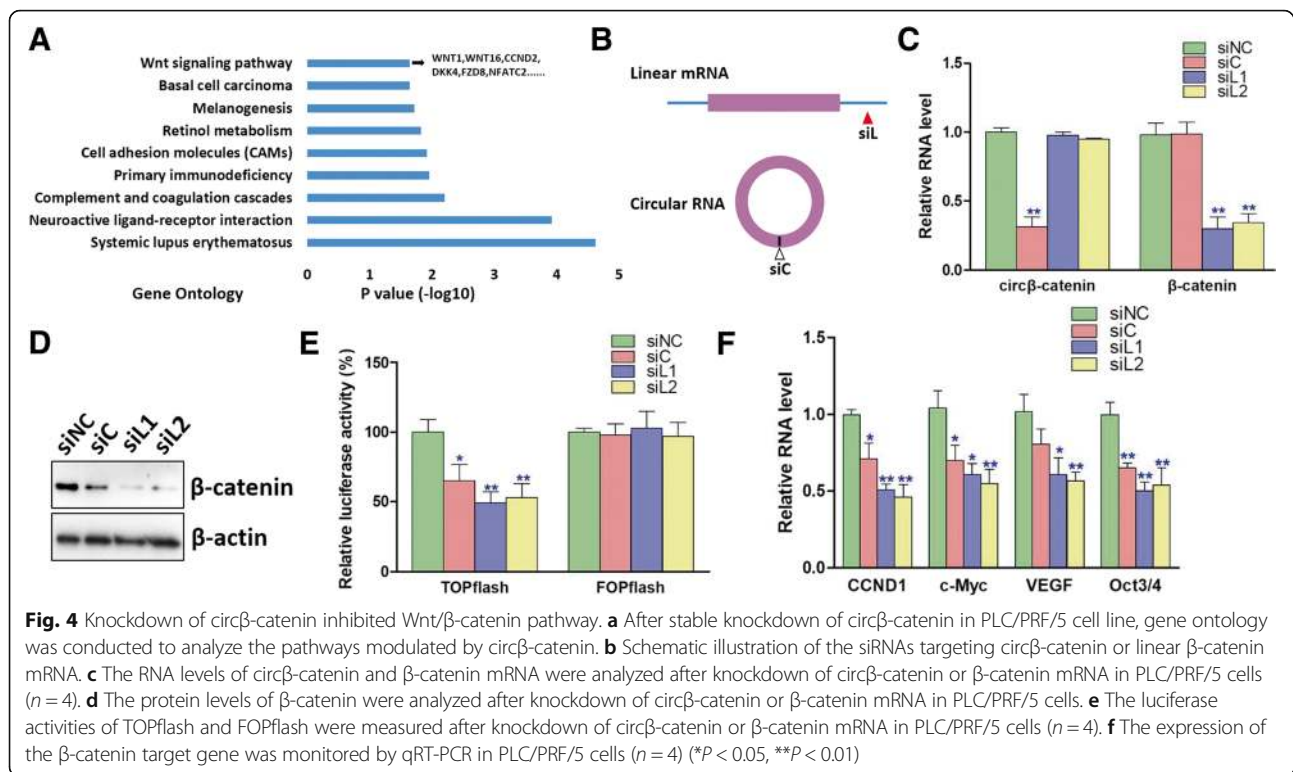 A
Wnt signaling pathway
WNT1,WNT16,CCND2,
DKK4,FZD8,NFATC2......
Basal cell carcinoma
Melanogenesis
Retinol metabolism
Cell adhesion molecules (CAMs)
Primary immunodeficiency
Complement and coagulation cascades
Neuroactive ligand-receptor interaction
Systemic lupus erythematosus
0 1 2 3 4 5
Gene Ontology
P value (-log10)
B
Linear mRNA
siL
Circular RNA
siC
C
siNC
siC
siL1
siL2
Relative RNA level
1.5
1.0
0.5
0.0
**
** **
circβ-catenin β-catenin
D
siNC siC siL1 siL2
β-catenin
β-actin
E
siNC
siC
siL1
siL2
Relative luciferase activity (%)
150
100
50
0
* ** **
TOPflash FOPflash
F
siNC
siC
siL1
siL2
Relative RNA level
1.5
1.0
0.5
0.0
* ** **
* * **
* **
** ** **
CCND1 c-Myc VEGF Oct3/4
Fig. 4 Knockdown of circβ-catenin inhibited Wnt/β-catenin pathway. a After stable knockdown of circβ-catenin in PLC/PRF/5 cell line, gene ontology
was conducted to analyze the pathways modulated by circβ-catenin. b Schematic illustration of the siRNAs targeting circβ-catenin or linear β-catenin
mRNA. c The RNA levels of circβ-catenin and β-catenin mRNA were analyzed after knockdown of circβ-catenin or β-catenin mRNA in PLC/PRF/5 cells
(n = 4). d The protein levels of β-catenin were analyzed after knockdown of circβ-catenin or β-catenin mRNA in PLC/PRF/5 cells. e The luciferase
activities of TOPflash and FOPflash were measured after knockdown of circβ-catenin or β-catenin mRNA in PLC/PRF/5 cells (n = 4). f The expression of
the β-catenin target gene was monitored by qRT-PCR in PLC/PRF/5 cells (n = 4) (*P < 0.05, **P < 0.01)